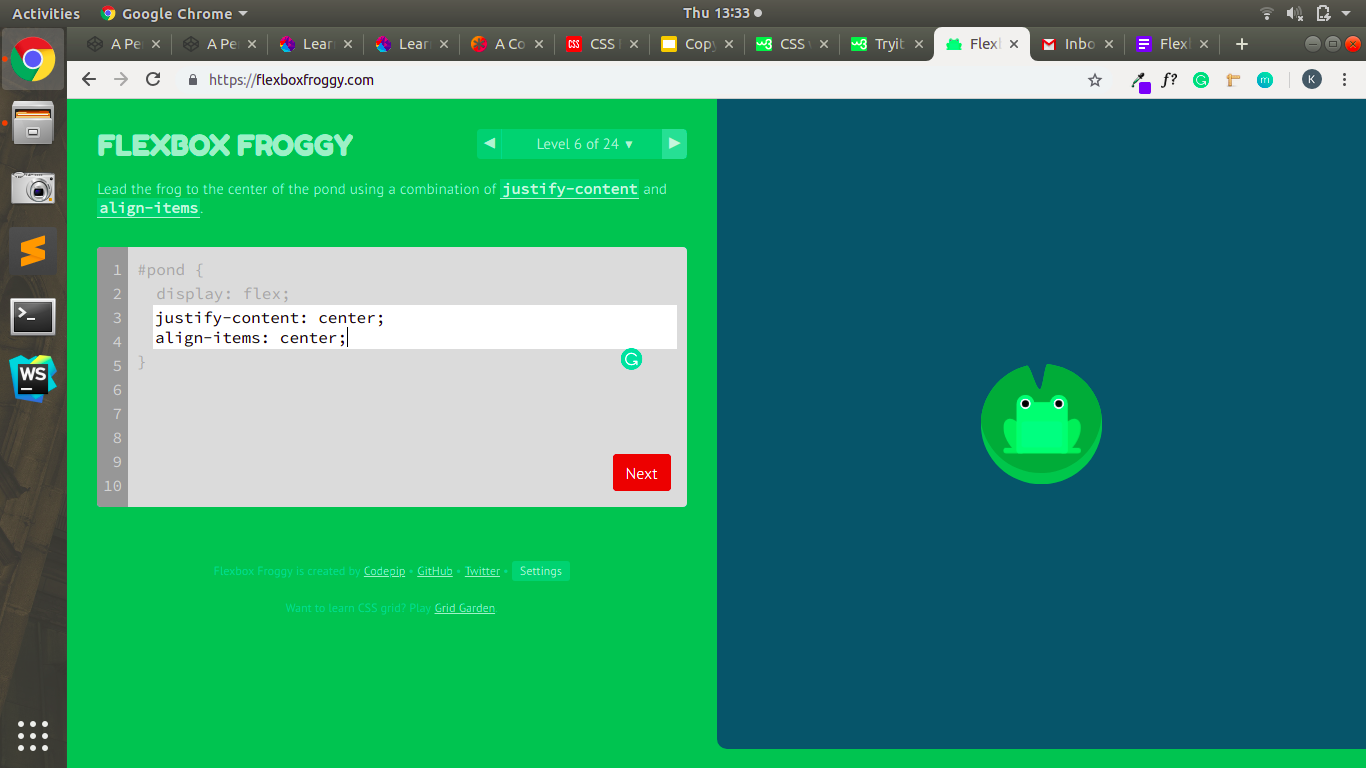 Activities Google Chrome ▾ Thu 13:33 ●
A Pe A Pe Lear Lear A Co CSS Copy CSS Tryit Flex Inbo Flex
https://flexboxfroggy.com f? K
FLEXBOX FROGGY
◀ Level 6 of 24 ▾ ▶
Lead the frog to the center of the pond using a combination of justify-content and
align-items.
1 #pond {
2 display: flex;
3 justify-content: center;
4 align-items: center;
5 }
6
7
8
9
10
Next
Flexbox Froggy is created by Codepip • GitHub • Twitter • Settings
Want to learn CSS grid? Play Grid Garden
WS